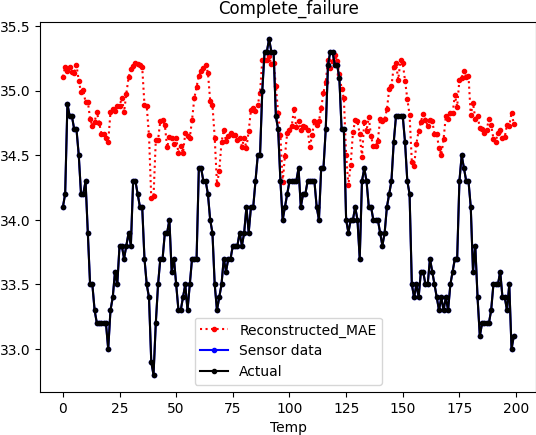 Complete_failure
35.5
35.0
34.5
34.0
33.5
33.0
Reconstructed_MAE
Sensor data
Actual
0 25 50 75 100 125 150 175 200
Temp